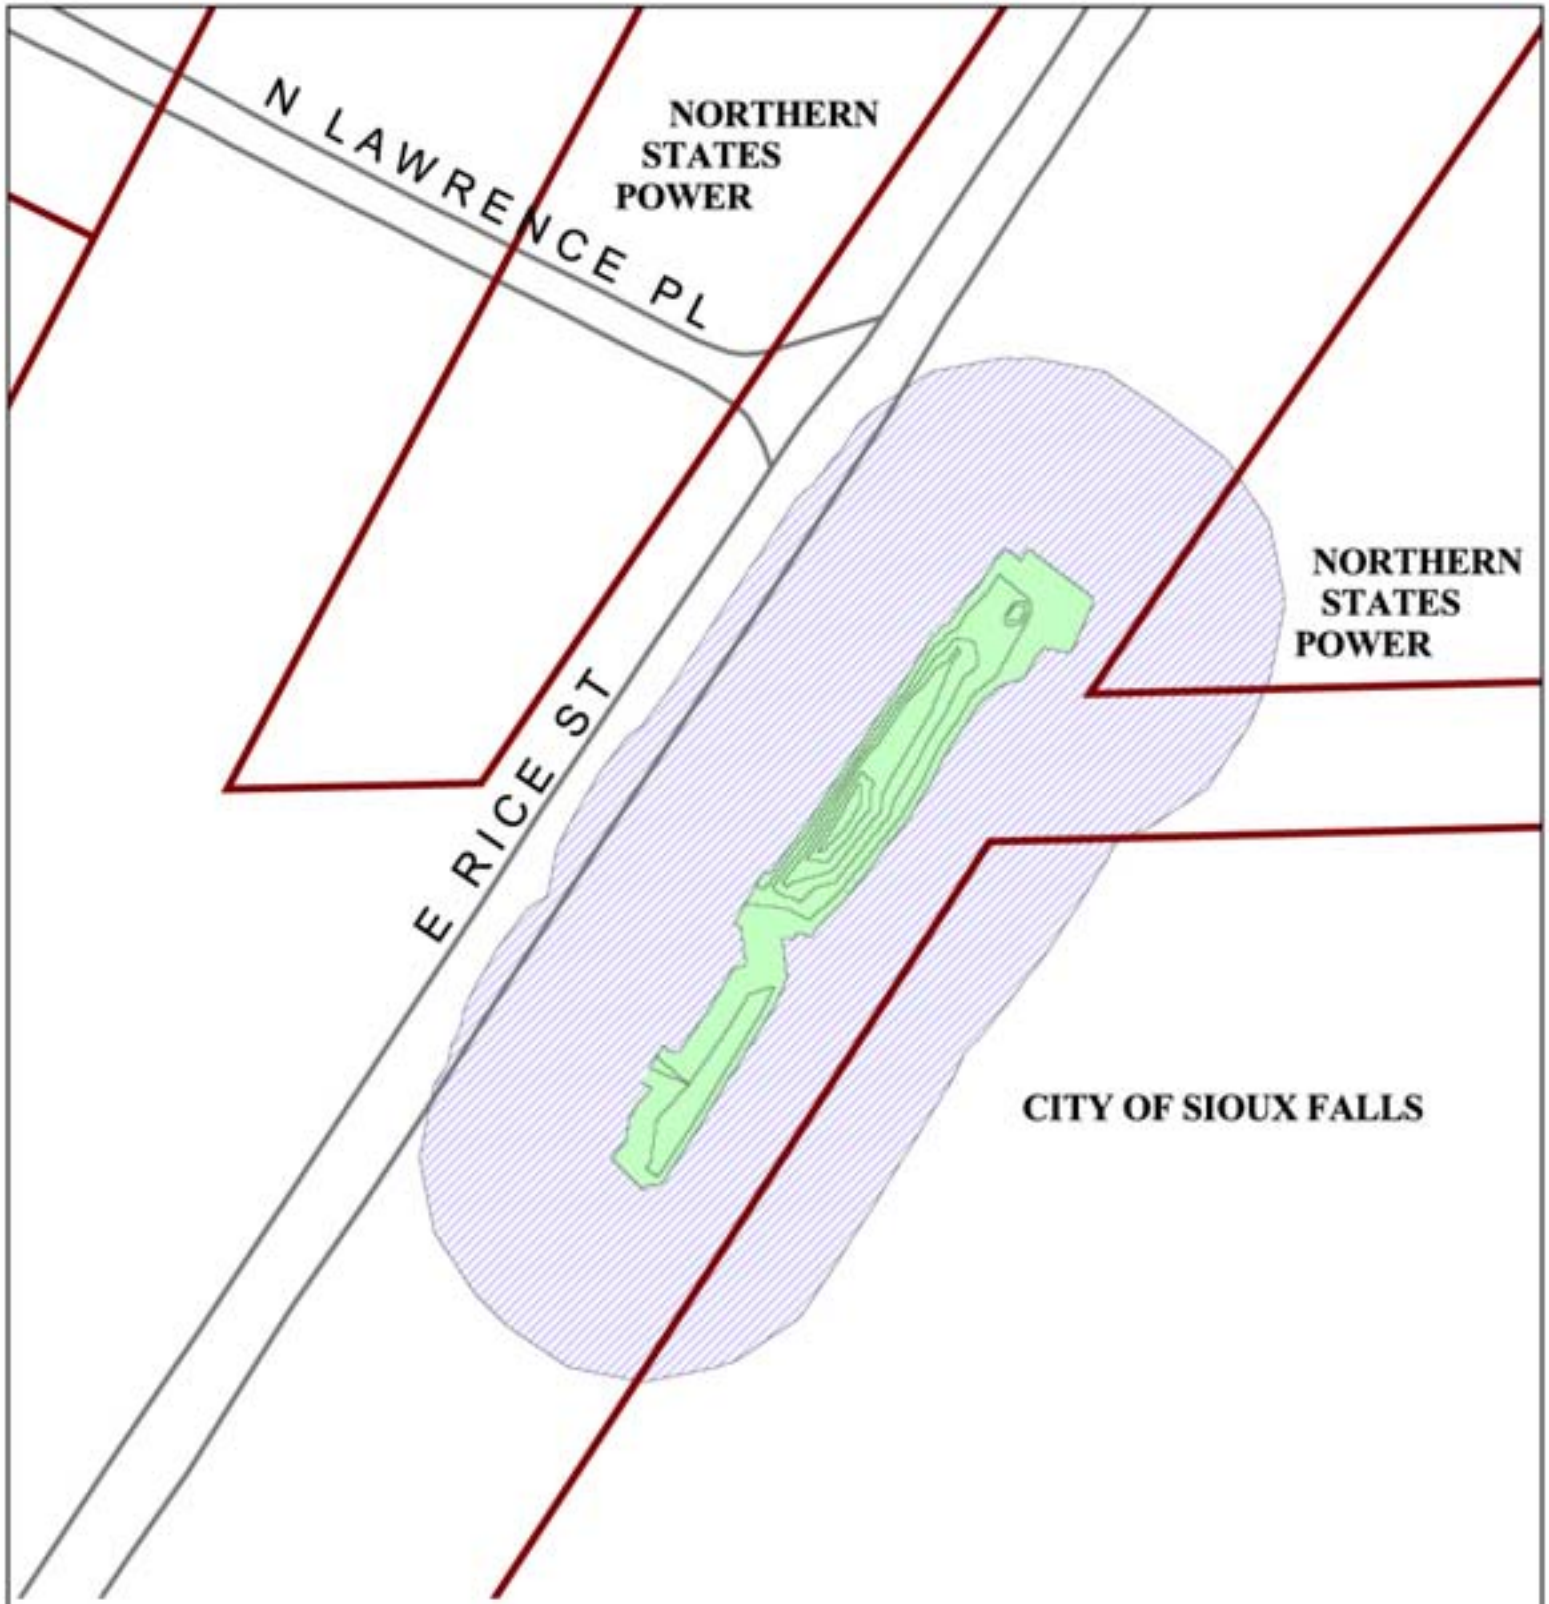 N LAWRENCE PL
NORTHERN
STATES
POWER
NORTHERN
STATES
POWER
E RICE ST
CITY OF SIOUX FALLS